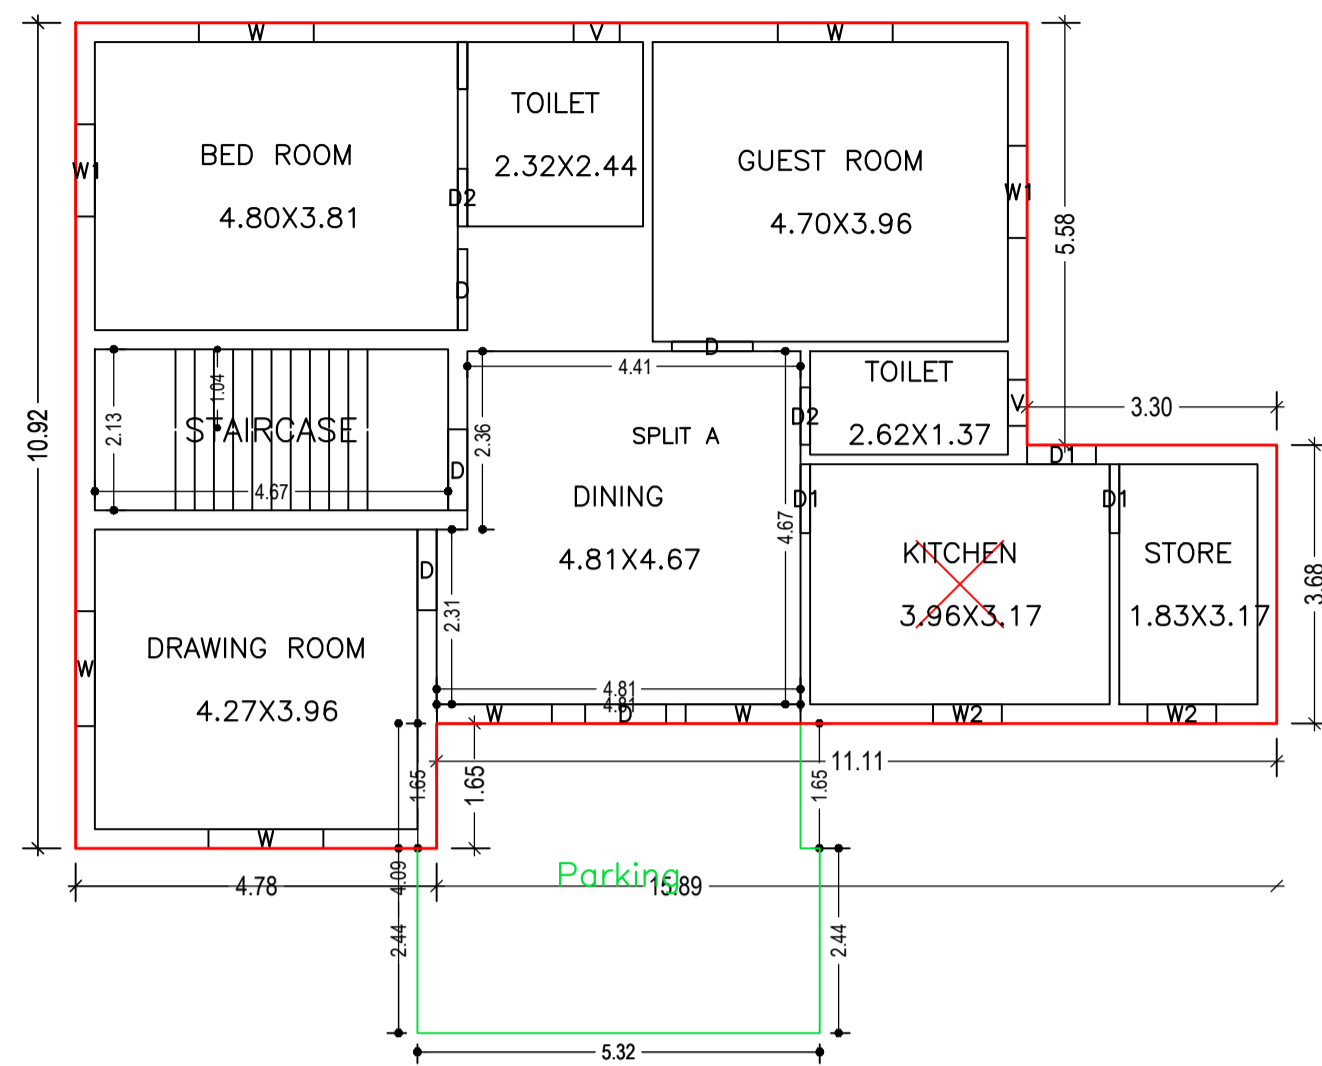 W
V
W
TOILET
2.32X2.44
BED ROOM
4.80X3.81
GUEST ROOM
4.70X3.96
W1
D2
W1
5.58
D
D
10.92
4.41
TOILET
2.62X1.37
V
3.30
2.13
1.04
STAIRCASE
4.67
D
2.36
SPLIT A
D2
D1
DINING
4.81X4.67
4.67
D1
D1
KITCHEN
3.96X3.17
STORE
1.83X3.17
3.68
D
2.31
DRAWING ROOM
4.27X3.96
W
4.81
4.81
W
D
W
W2
W2
11.11
1.65
1.65
1.65
W
4.78
4.09
Parking
15.89
2.44
2.44
5.32